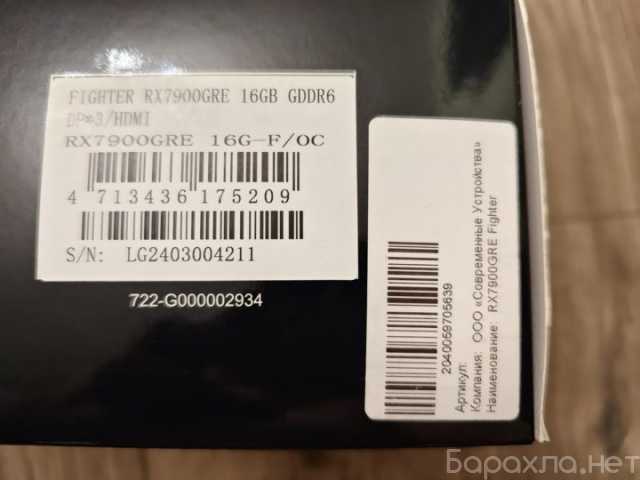 FIGHTER RX7900GRE 16GB GDDR6
DP*3/HDMI
RX7900GRE 16G-F/OC
4 713436 175209
S/N: LG2403004211
722-G000002934
2040059705639
Артикул:
Компания: ООО «Современные Устройства»
Наименование: RX7900GRE Fighter
Барахла.нет